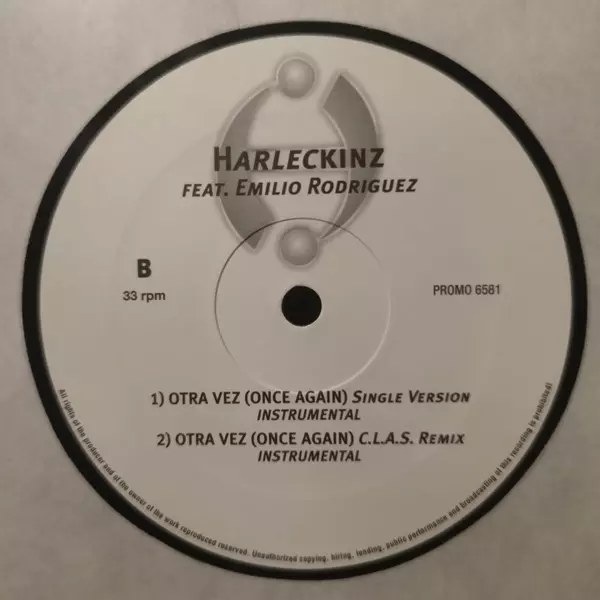 HARLECKINZ
FEAT. EMILIO RODRIGUEZ
B
33 rpm
PROMO 6581
1) OTRA VEZ (ONCE AGAIN) SINGLE VERSION
INSTRUMENTAL
2) OTRA VEZ (ONCE AGAIN) C.L.A.S. REMIX
INSTRUMENTAL
All rights of the producer and of the owner of the work reproduced reserved. Unauthorized copying, hiring, lending, public performance and broadcasting of this recording is prohibited!